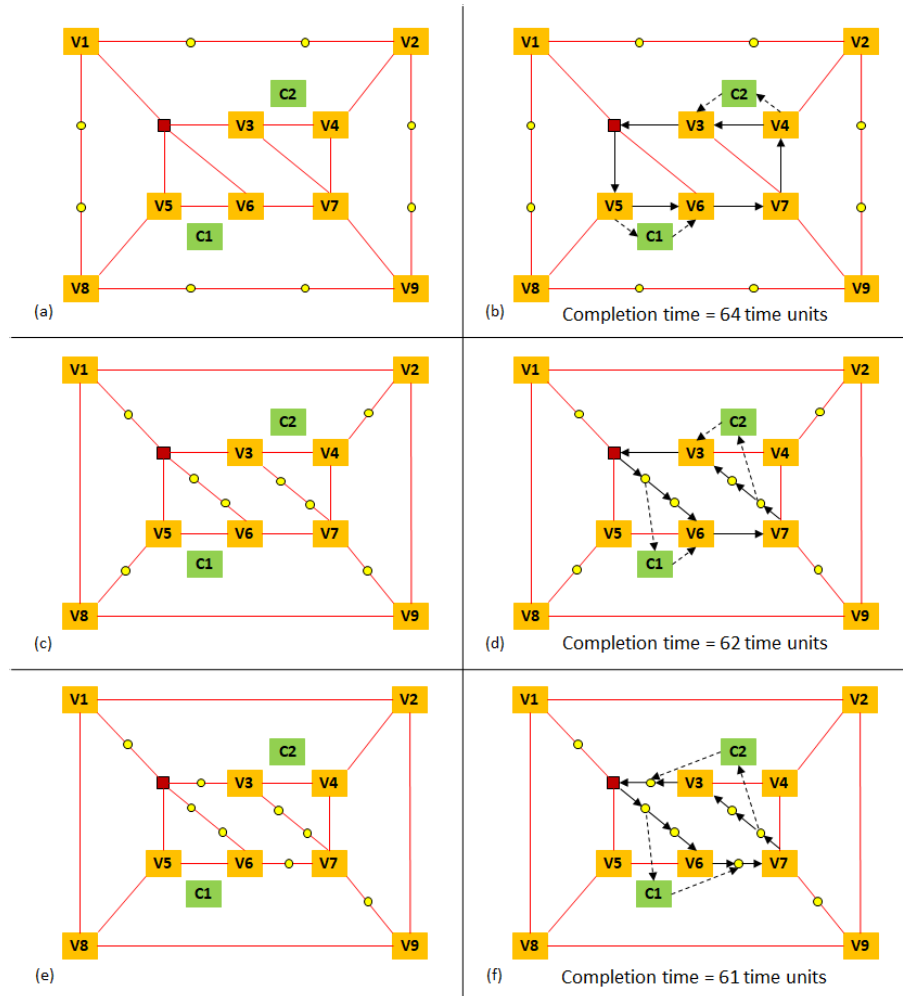 V1 V2 V1 V2
C2 C2
V3 V4 V3 V4
V5 V6 V7 V5 V6 V7
C1 C1
V8 V9 V8 V9
(a) (b) Completion time = 64 time units
V1 V2 V1 V2
C2 C2
V3 V4 V3 V4
V5 V6 V7 V5 V6 V7
C1 C1
V8 V9 V8 V9
(c) (d) Completion time = 62 time units
V1 V2 V1 V2
C2 C2
V3 V4 V3 V4
V5 V6 V7 V5 V6 V7
C1 C1
V8 V9 V8 V9
(e) (f) Completion time = 61 time units